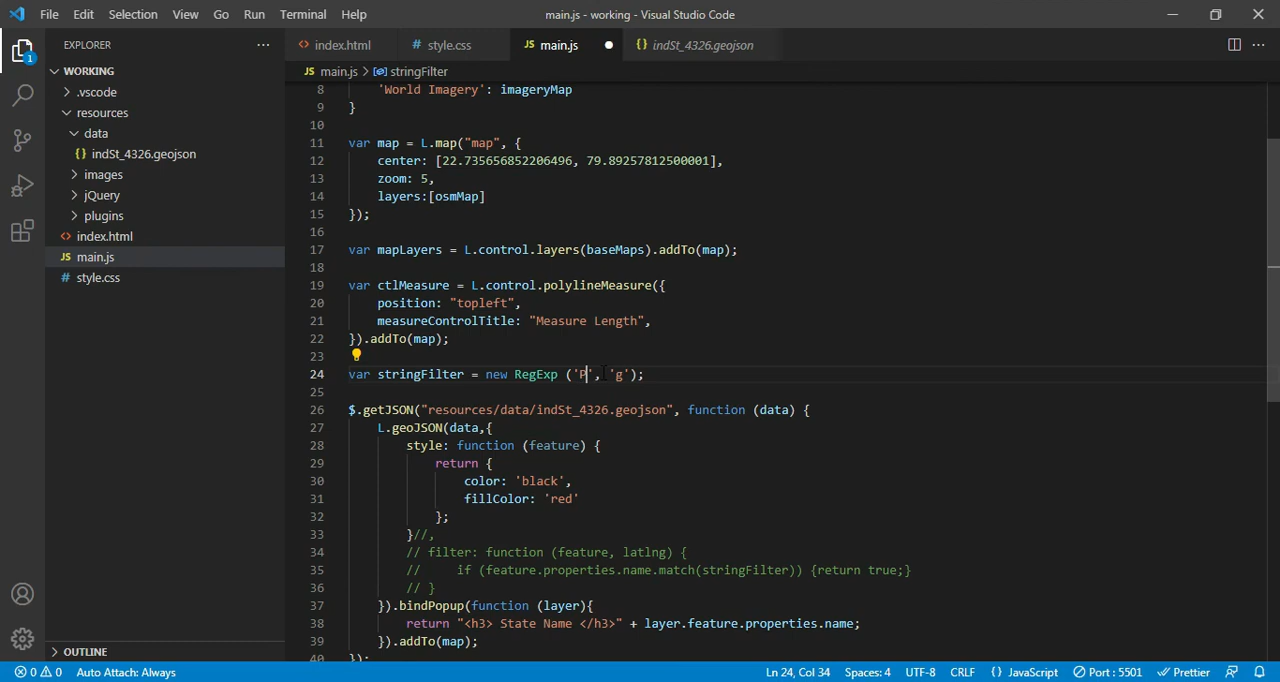 File Edit Selection View Go Run Terminal Help main.js - working - Visual Studio Code
EXPLORER
index.html
# style.css
JS main.js
{} indSt_4326.geojson
1
WORKING
JS main.js > stringFilter
.vscode
resources
data
{} indSt_4326.geojson
images
jQuery
plugins
<> index.html
JS main.js
# style.css
OUTLINE
8 'World Imagery': imageryMap
9 }
10
11 var map = L.map("map", {
12 center: [22.735656852206496, 79.89257812500001],
13 zoom: 5,
14 layers:[osmMap]
15 });
16
17 var mapLayers = L.control.layers(baseMaps).addTo(map);
18
19 var ctlMeasure = L.control.polylineMeasure({
20 position: "topleft",
21 measureControlTitle: "Measure Length",
22 }).addTo(map);
23
24 var stringFilter = new RegExp ('P', 'g');
25
26 $.getJSON("resources/data/indSt_4326.geojson", function (data) {
27 L.geoJSON(data,{
28 style: function (feature) {
29 return {
30 color: 'black',
31 fillColor: 'red'
32 };
33 }//,
34 // filter: function (feature, latlng) {
35 // if (feature.properties.name.match(stringFilter)) {return true;}
36 // }
37 }).bindPopup(function (layer){
38 return "<h3> State Name </h3>" + layer.feature.properties.name;
39 }).addTo(map);
40 });
0 0 Auto Attach: Always Ln 24, Col 34 Spaces: 4 UTF-8 CRLF {} JavaScript Port : 5501 Prettier